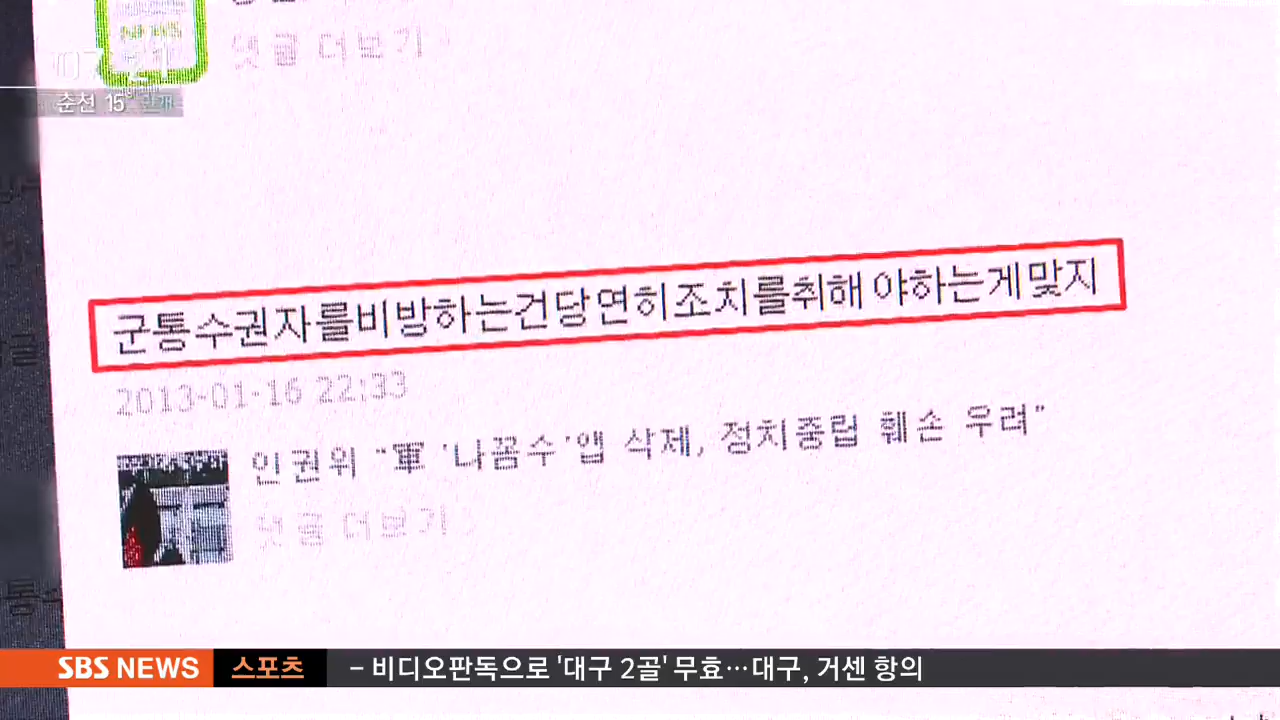 댓글 더보기
순천 15
군통수권자를비방하는건당연히조치를취해야하는게맞지
2013-01-16 22:33
인권위 "軍 '나꼼수'앱 삭제, 정치중립 훼손 우려"
댓글 더보기
SBS NEWS 스포츠 - 비디오판독으로 '대구 2골' 무효…대구, 거센 항의